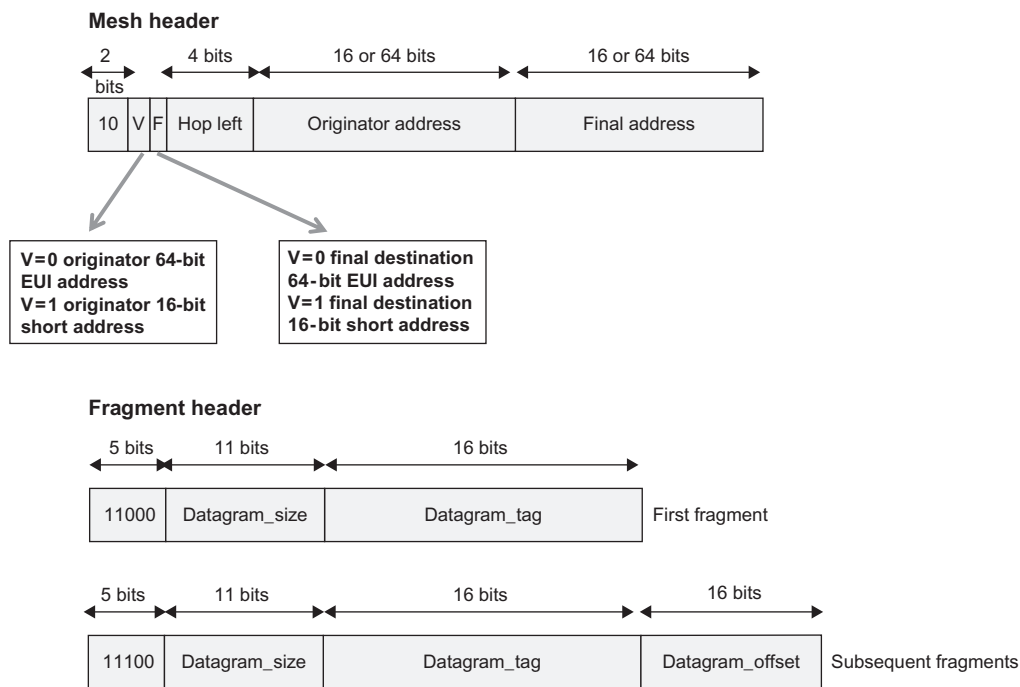 Mesh header
2 bits
4 bits
16 or 64 bits
16 or 64 bits
10 V F Hop left Originator address Final address
V=0 originator 64-bit
EUI address
V=1 originator 16-bit
short address
V=0 final destination
64-bit EUI address
V=1 final destination
16-bit short address
Fragment header
5 bits 11 bits 16 bits
11000 Datagram_size Datagram_tag First fragment
5 bits 11 bits 16 bits 16 bits
11100 Datagram_size Datagram_tag Datagram_offset Subsequent fragments